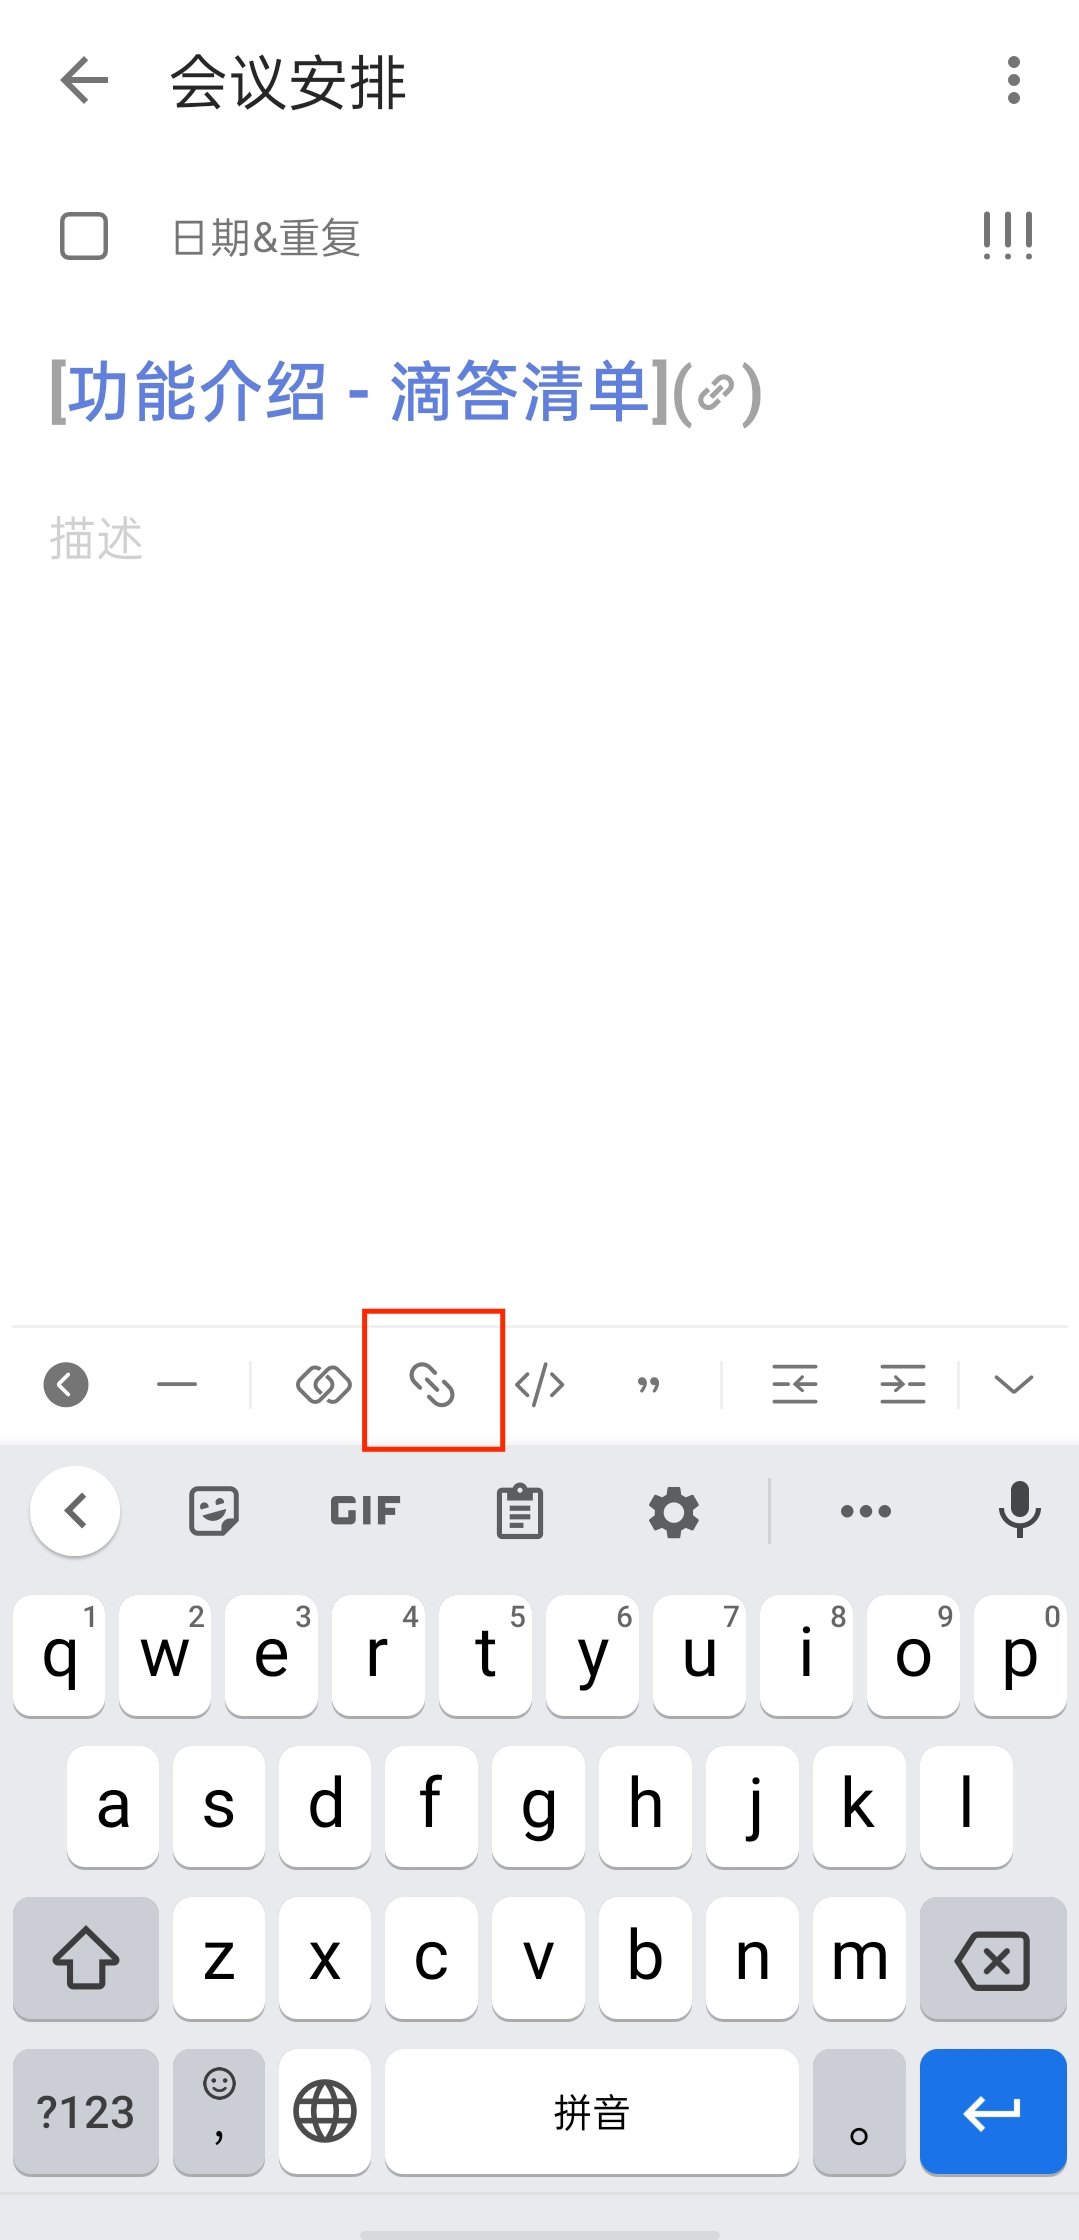 会议安排
日期&重复
[功能介绍 - 滴答清单]()
描述
GIF
1 2 3 4 5 6 7 8 9 0
q w e r t y u i o p
a s d f g h j k l
z x c v b n m
?123 , 拼音 。